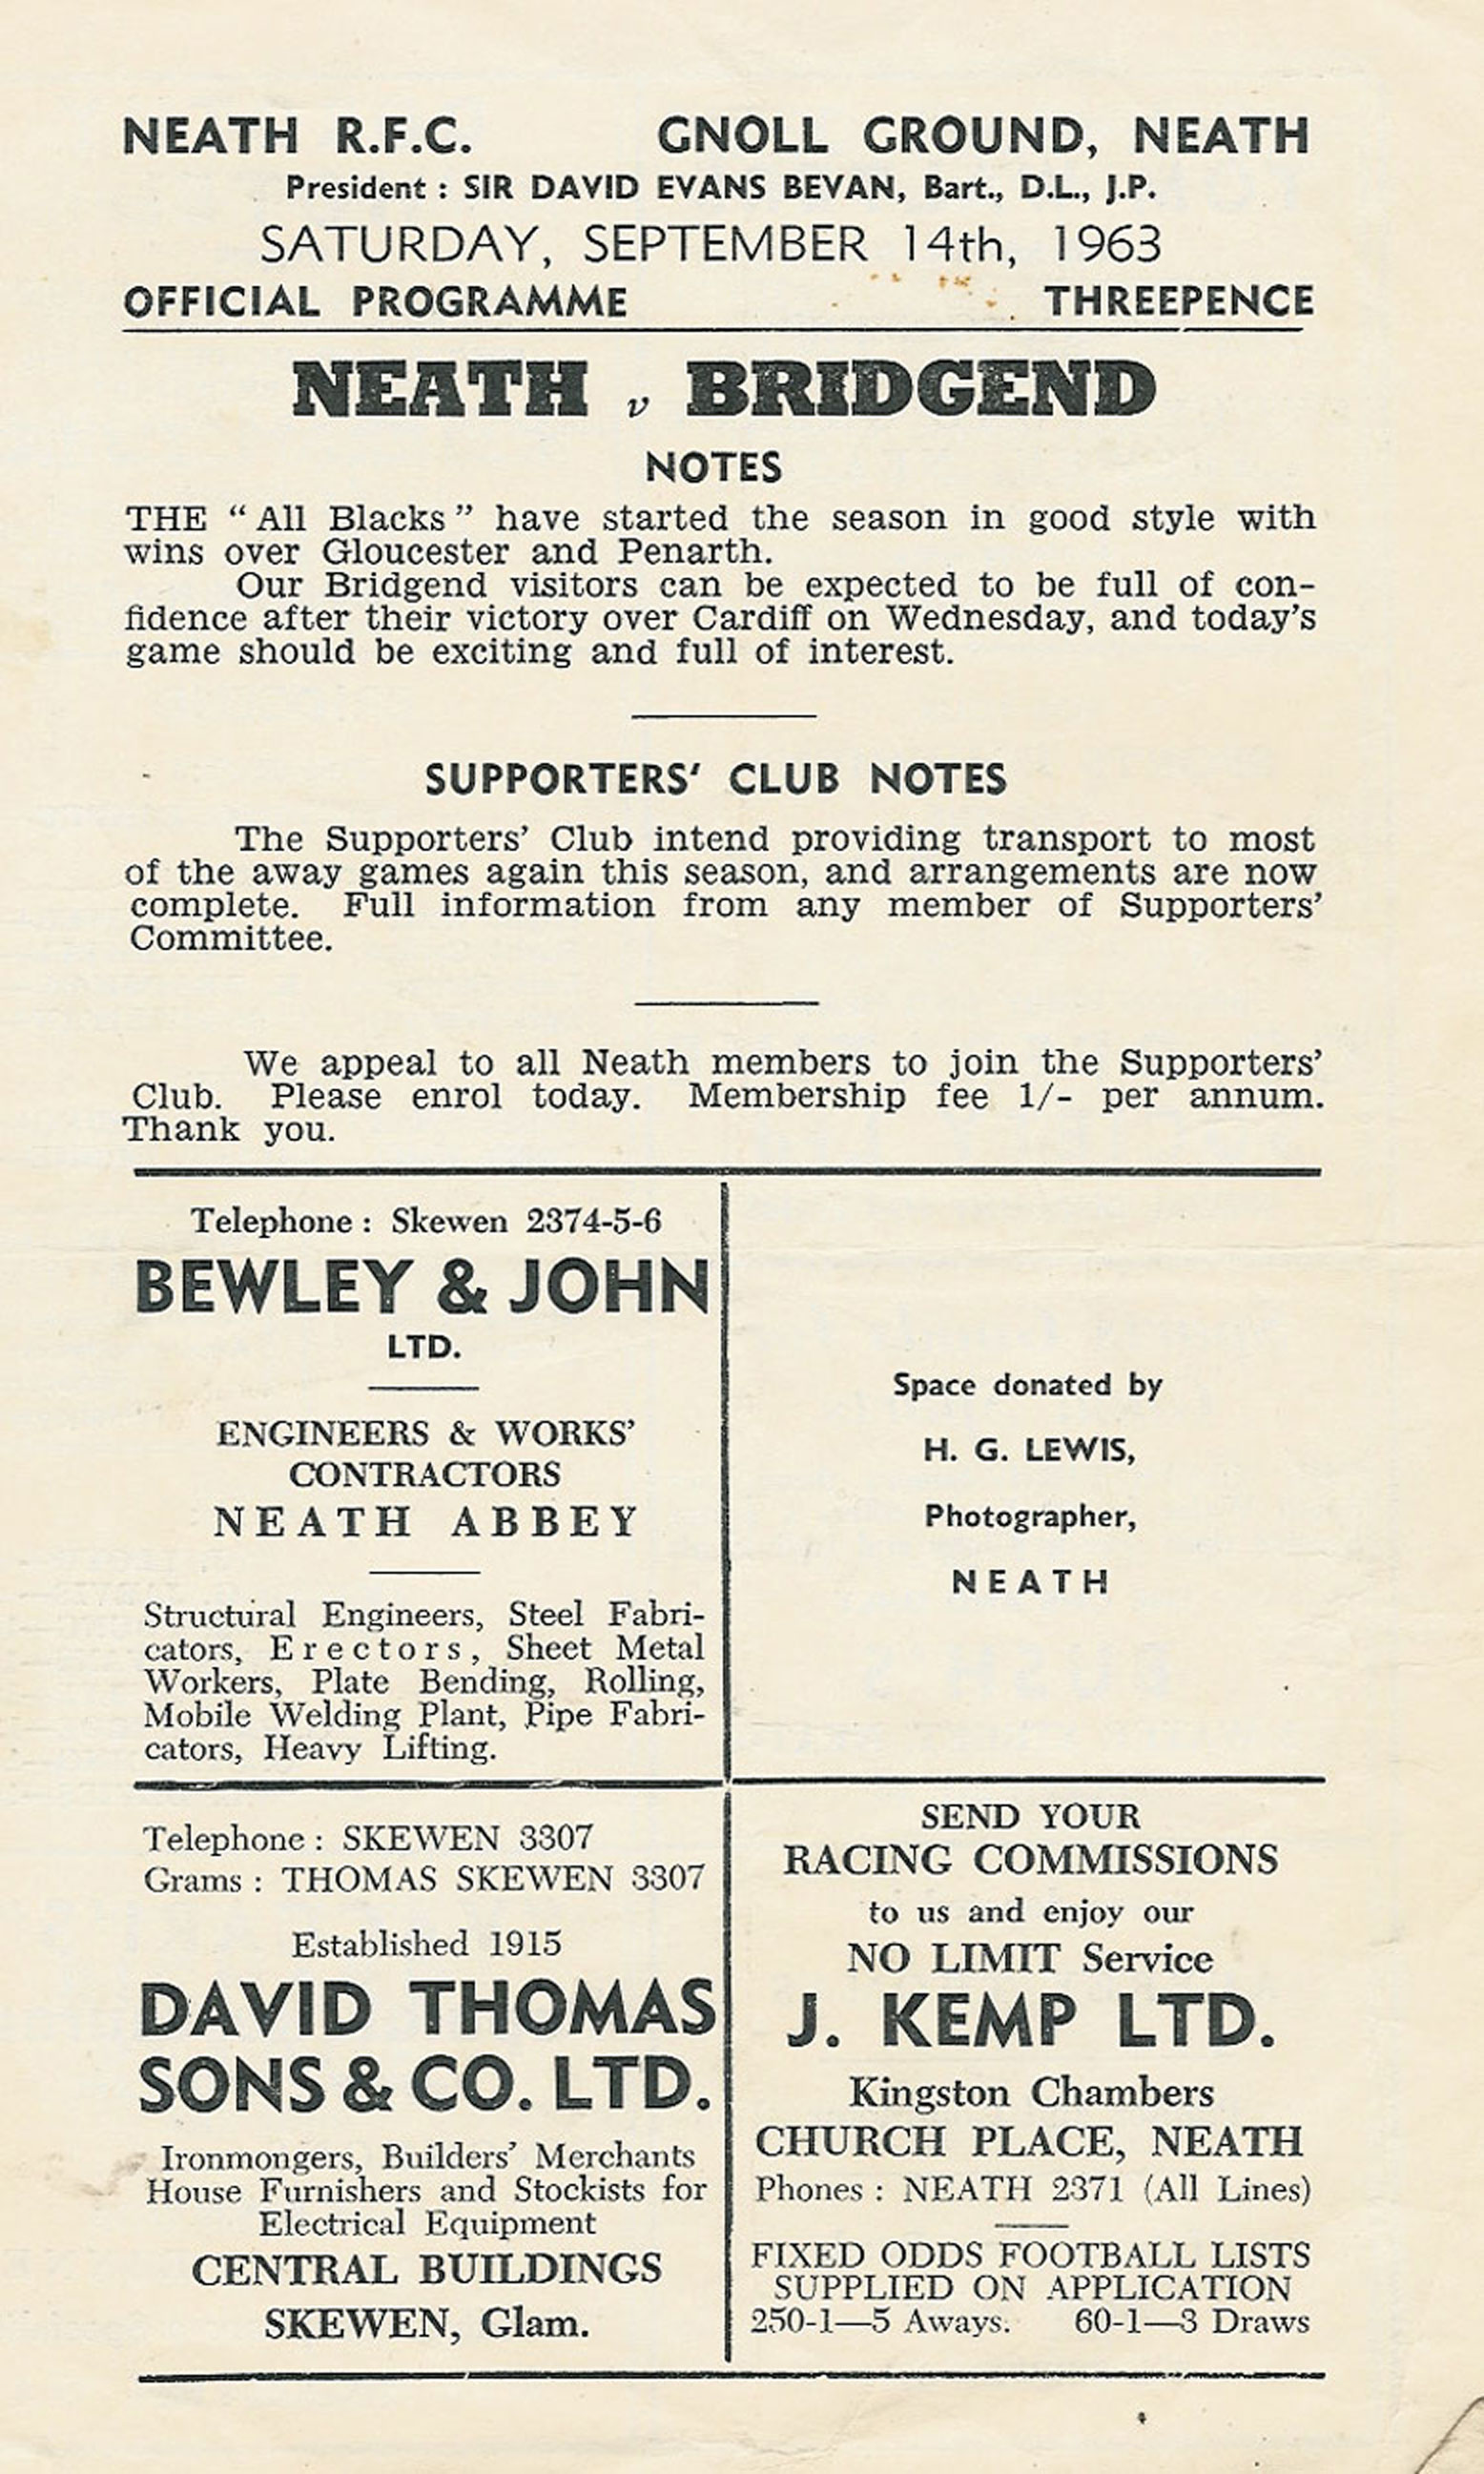 NEATH R.F.C. GNOLL GROUND, NEATH
President : SIR DAVID EVANS BEVAN, Bart., D.L., J.P.
SATURDAY, SEPTEMBER 14th, 1963
OFFICIAL PROGRAMME THREEPENCE
NEATH v BRIDGEND
NOTES
THE “All Blacks” have started the season in good style with
wins over Gloucester and Penarth.
Our Bridgend visitors can be expected to be full of con-
fidence after their victory over Cardiff on Wednesday, and today’s
game should be exciting and full of interest.
SUPPORTERS’ CLUB NOTES
The Supporters’ Club intend providing transport to most
of the away games again this season, and arrangements are now
complete. Full information from any member of Supporters’
Committee.
We appeal to all Neath members to join the Supporters’
Club. Please enrol today. Membership fee 1/- per annum.
Thank you.
Telephone : Skewen 2374-5-6
BEWLEY & JOHN
LTD.
ENGINEERS & WORKS’
CONTRACTORS
NEATH ABBEY
Structural Engineers, Steel Fabri-
cators, Erectors, Sheet Metal
Workers, Plate Bending, Rolling,
Mobile Welding Plant, Pipe Fabri-
cators, Heavy Lifting.
Space donated by
H. G. LEWIS,
Photographer,
NEATH
Telephone : SKEWEN 3307
Grams : THOMAS SKEWEN 3307
Established 1915
DAVID THOMAS
SONS & CO. LTD.
Ironmongers, Builders’ Merchants
House Furnishers and Stockists for
Electrical Equipment
CENTRAL BUILDINGS
SKEWEN, Glam.
SEND YOUR
RACING COMMISSIONS
to us and enjoy our
NO LIMIT Service
J. KEMP LTD.
Kingston Chambers
CHURCH PLACE, NEATH
Phones : NEATH 2371 (All Lines)
FIXED ODDS FOOTBALL LISTS
SUPPLIED ON APPLICATION
250-1—5 Aways. 60-1—3 Draws